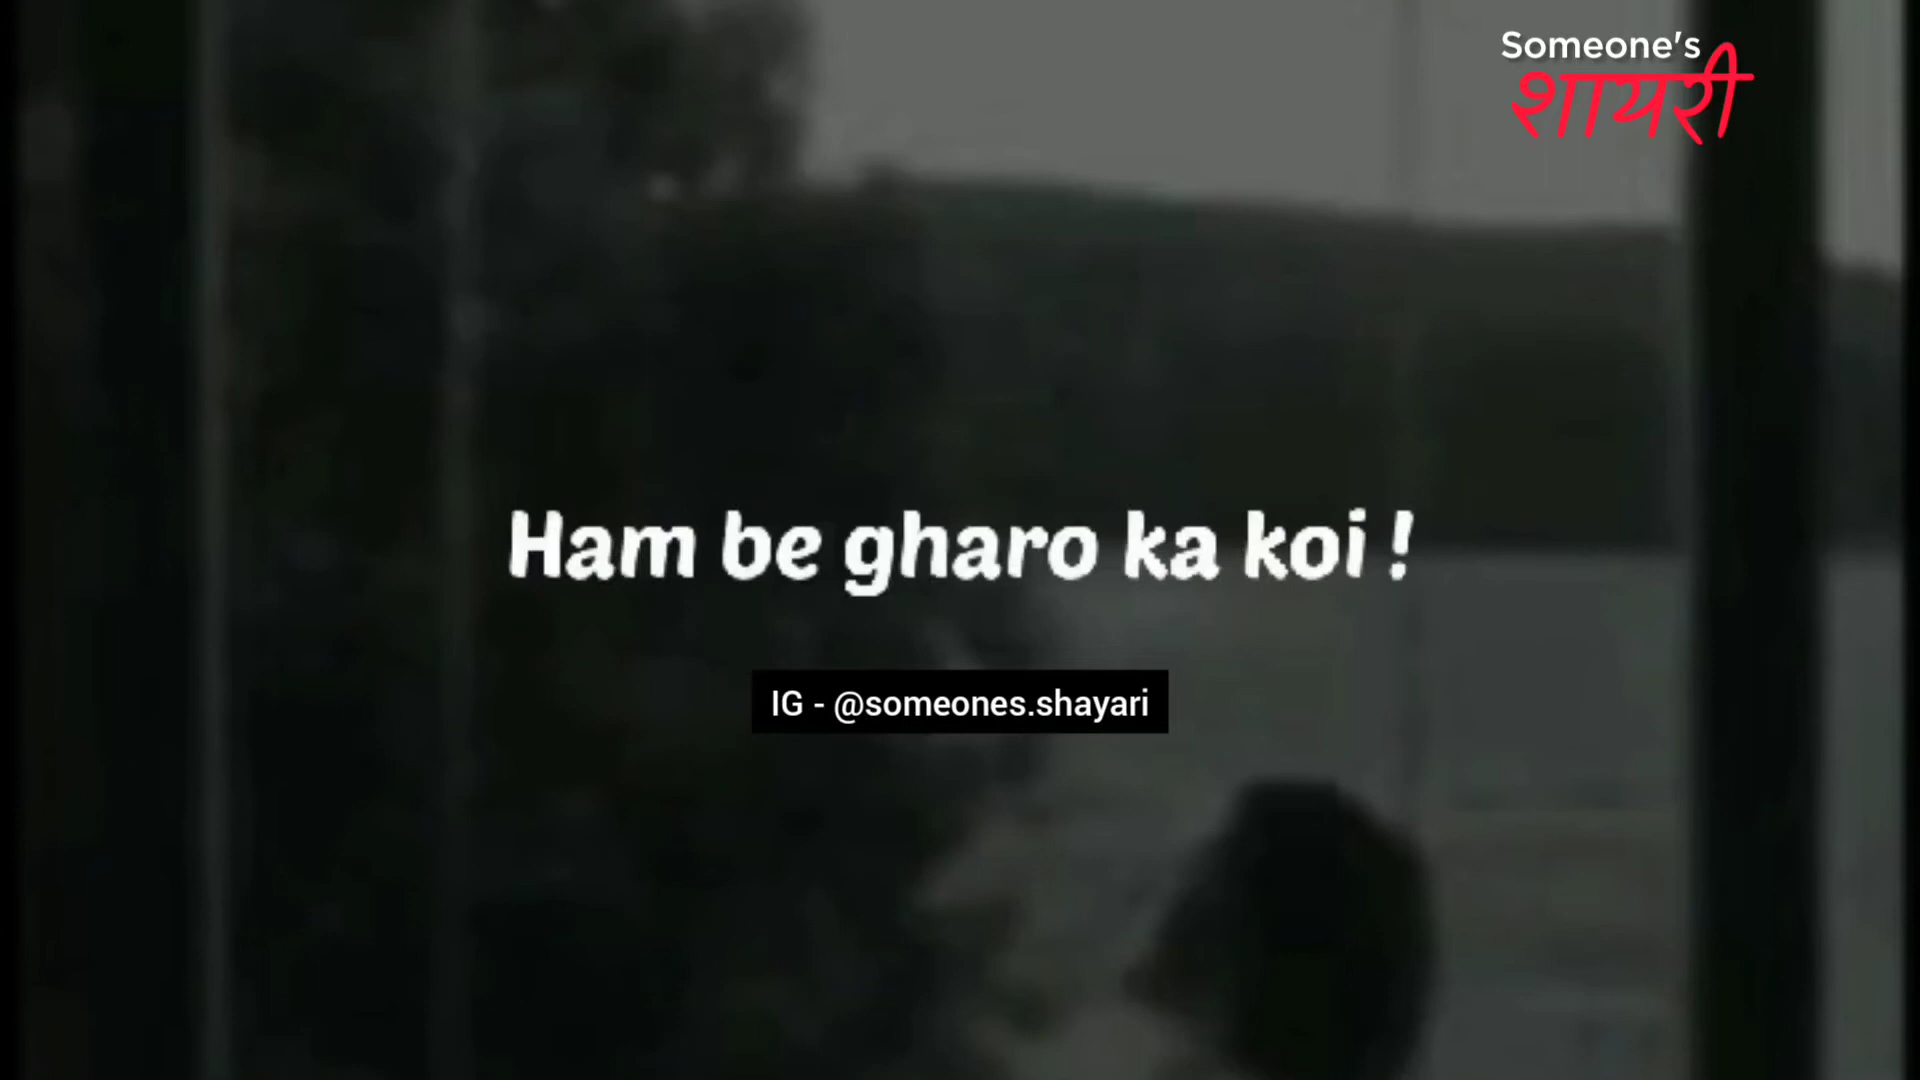 Someone's
शायरी
Ham be gharo ka koi !
IG - @someones.shayari